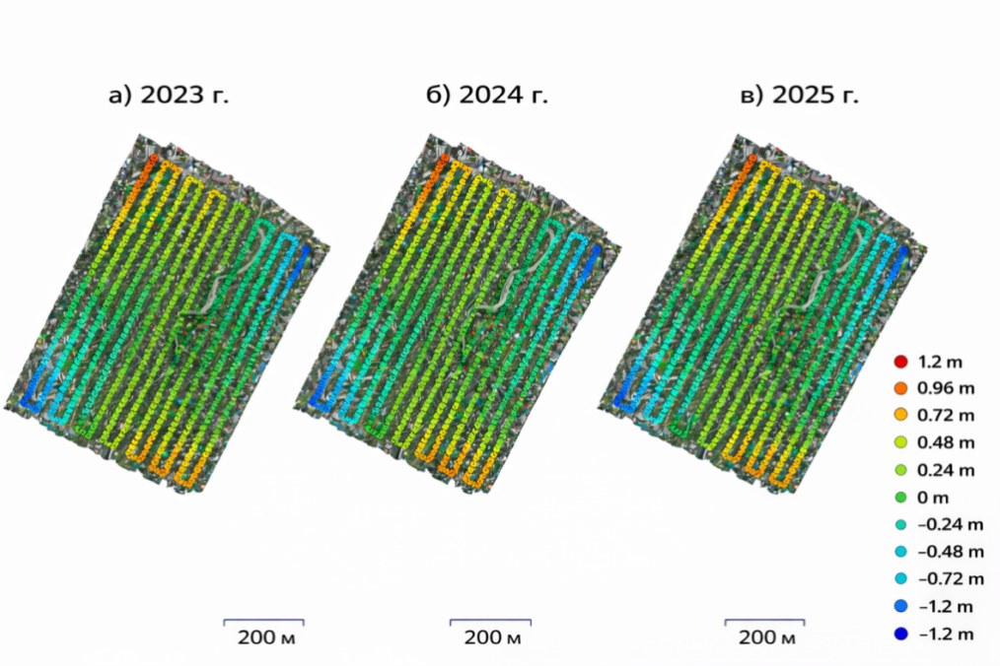 а) 2023 г.
б) 2024 г.
в) 2025 г.
1.2 m
0.96 m
0.72 m
0.48 m
0.24 m
0 m
–0.24 m
–0.48 m
–0.72 m
–1.2 m
–1.2 m
200 м
200 м
200 м